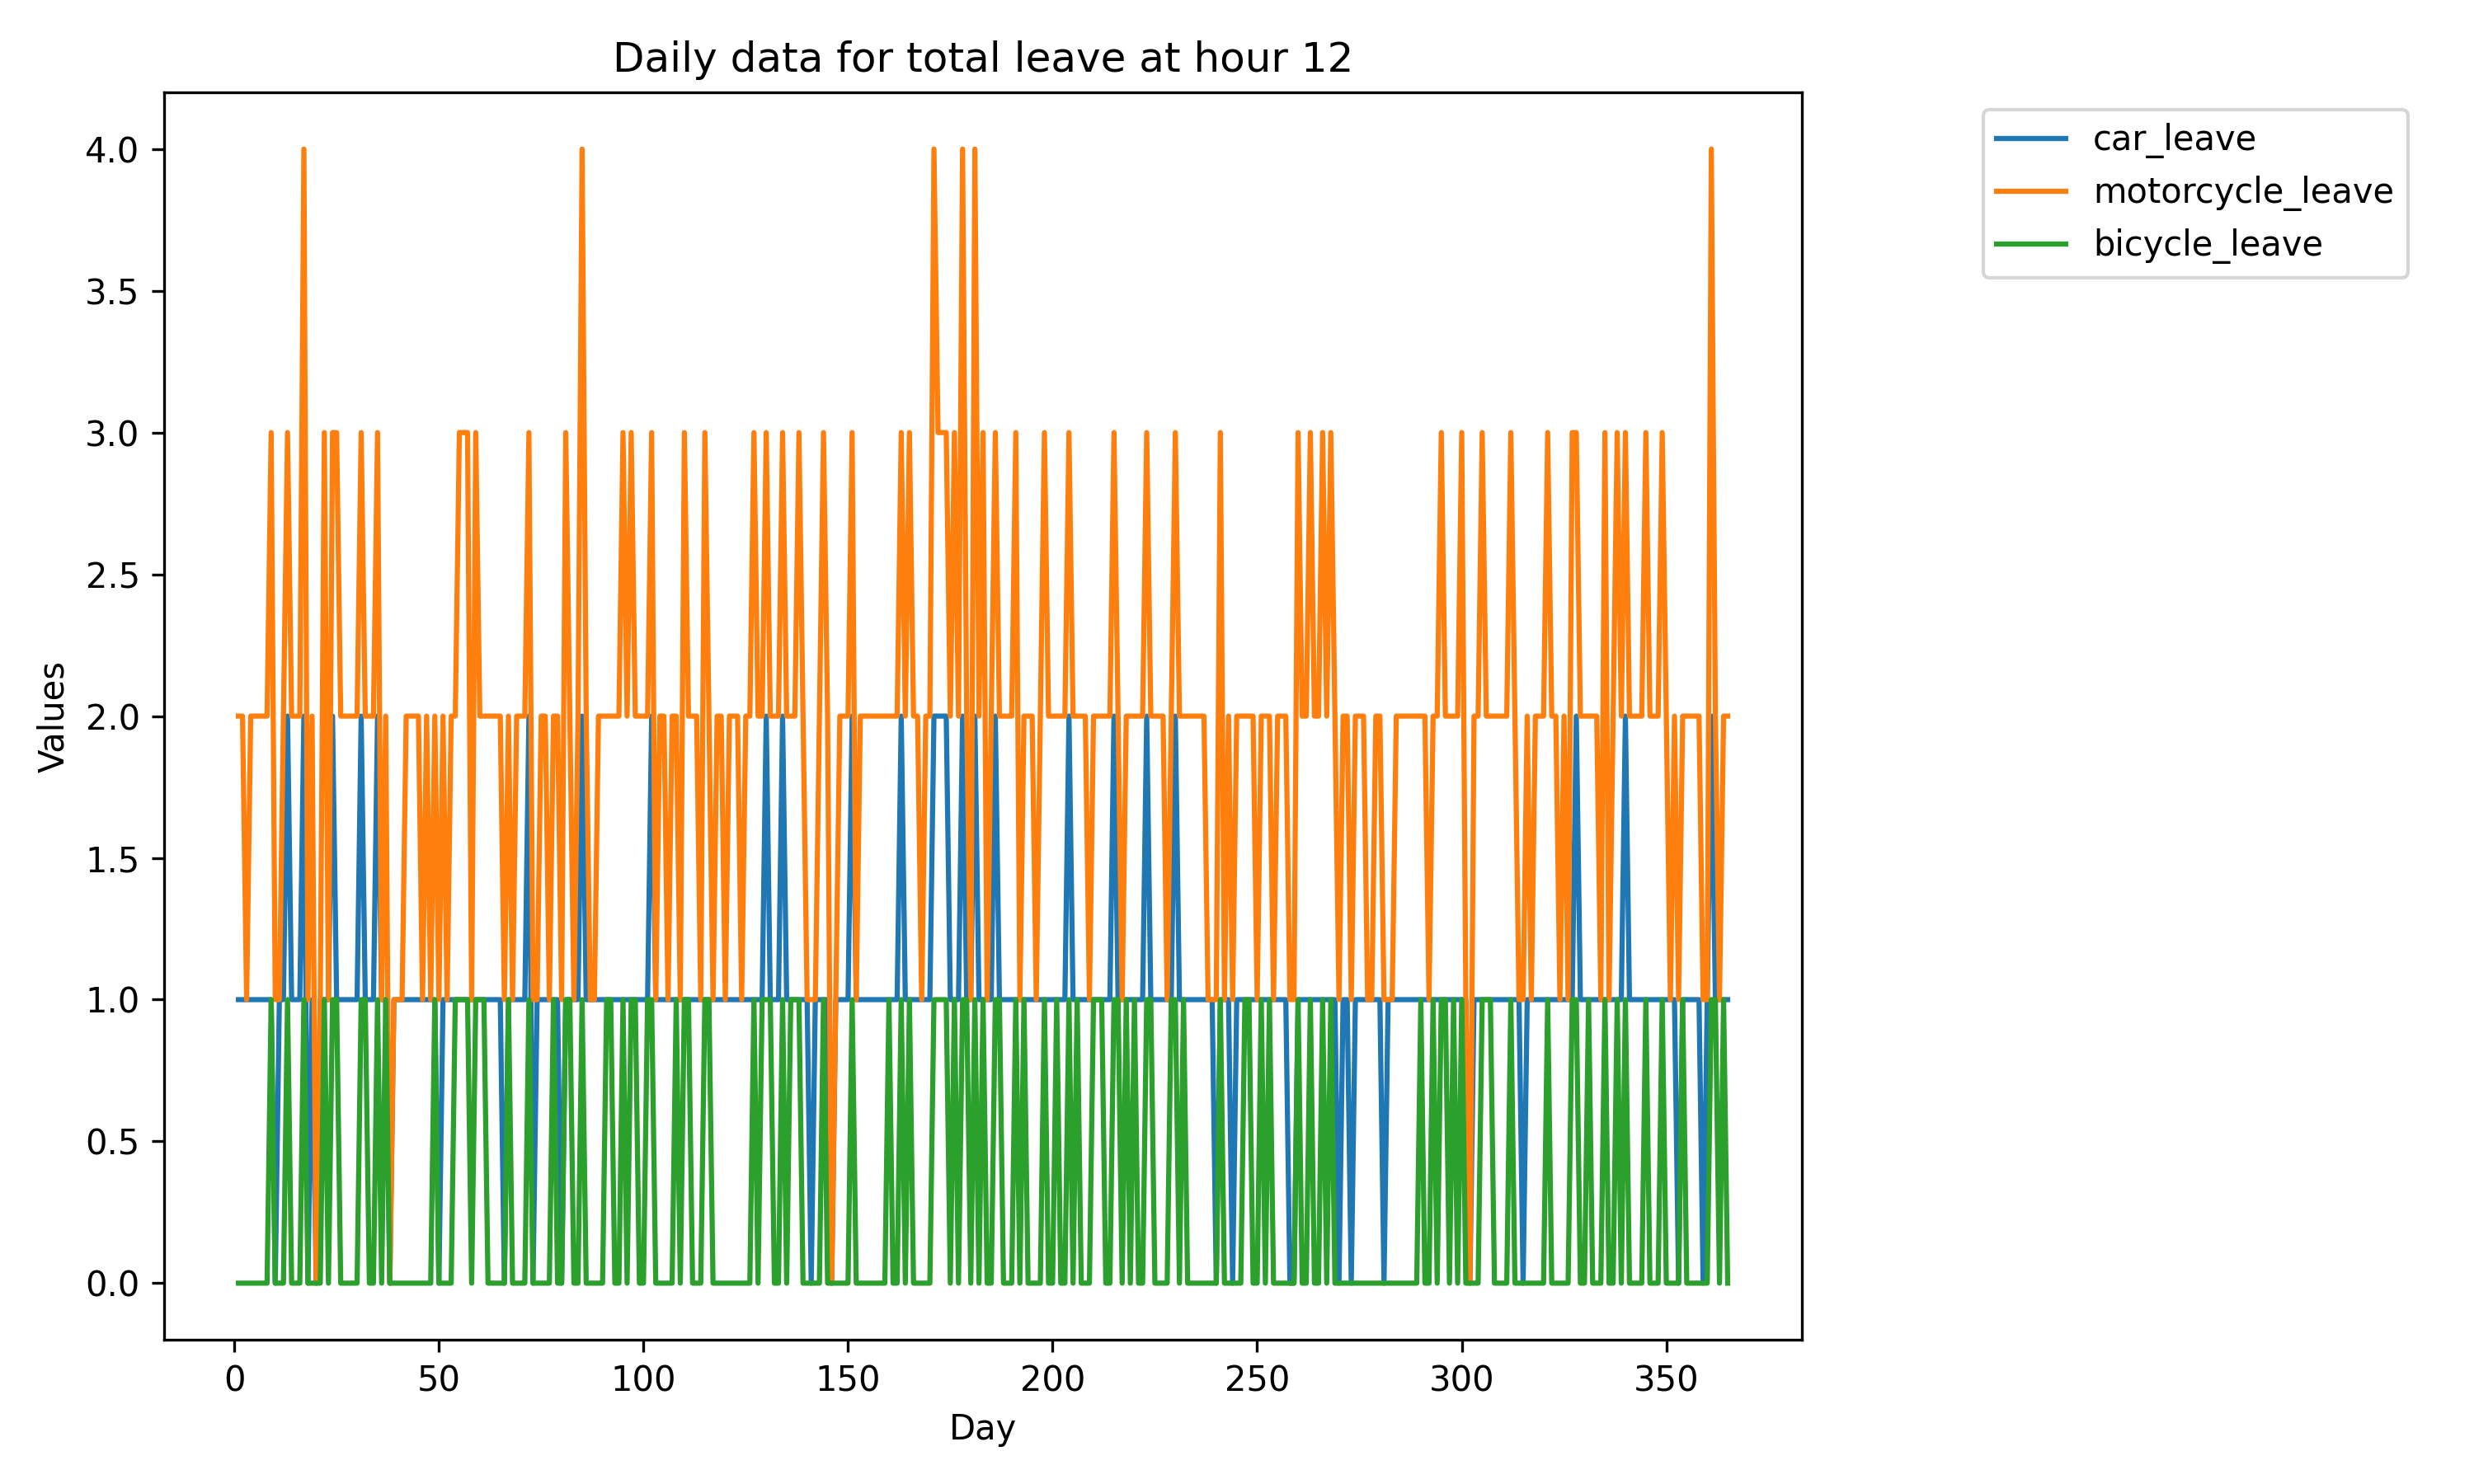 Daily data for total leave at hour 12
car_leave
motorcycle_leave
bicycle_leave
4.0
3.5
3.0
2.5
2.0
1.5
1.0
0.5
0.0
Values
0 50 100 150 200 250 300 350
Day